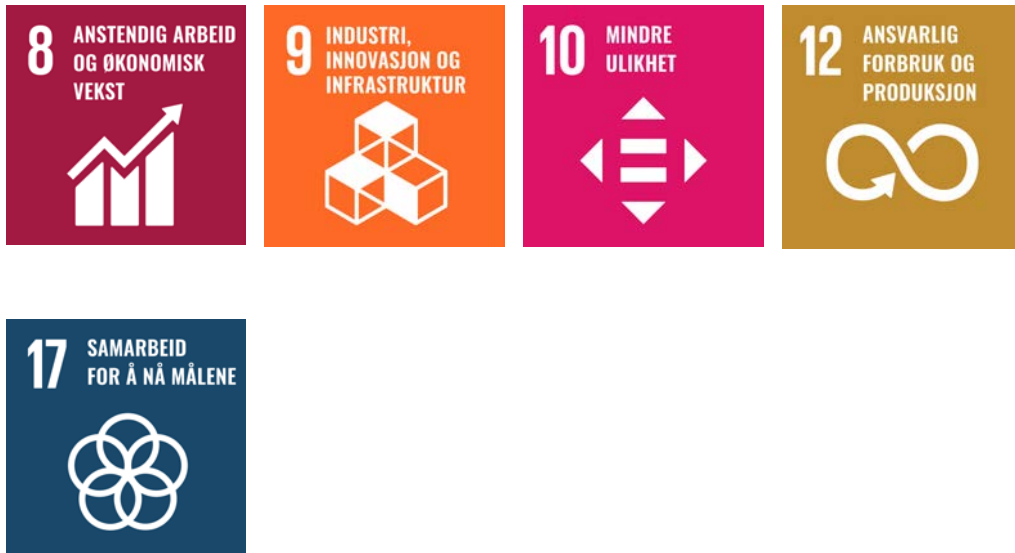 8 ANSTENDIG ARBEID
OG ØKONOMISK
VEKST
9 INDUSTRI,
INNOVASJON OG
INFRASTRUKTUR
10 MINDRE
ULIKHET
12 ANSVARLIG
FORBRUK OG
PRODUKSJON
17 SAMARBEID
FOR Å NÅ MÅLENE